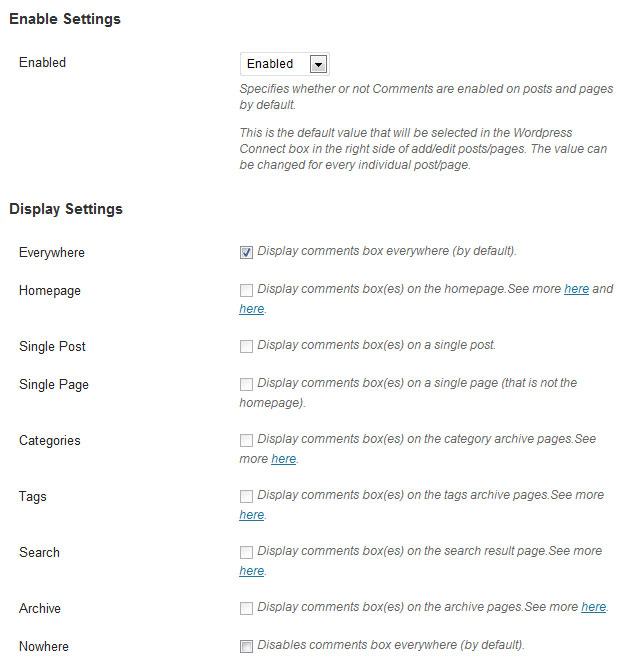 Enable Settings
Enabled
Enabled
Specifies whether or not Comments are enabled on posts and pages
by default.
This is the default value that will be selected in the Wordpress
Connect box in the right side of add/edit posts/pages. The value can
be changed for every individual post/page.
Display Settings
Everywhere
Display comments box everywhere (by default).
Homepage
Display comments box(es) on the homepage.See more here and
here.
Single Post
Display comments box(es) on a single post.
Single Page
Display comments box(es) on a single page (that is not the
homepage).
Categories
Display comments box(es) on the category archive pages.See
more here.
Tags
Display comments box(es) on the tags archive pages.See more
here.
Search
Display comments box(es) on the search result page.See more
here.
Archive
Display comments box(es) on the archive pages.See more here.
Nowhere
Disables comments box everywhere (by default).